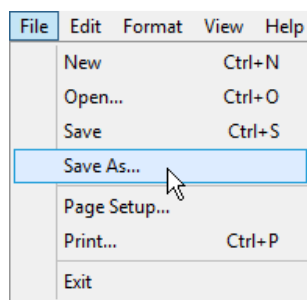 File Edit Format View Help
New Ctrl+N
Open... Ctrl+O
Save Ctrl+S
Save As...
Page Setup...
Print... Ctrl+P
Exit